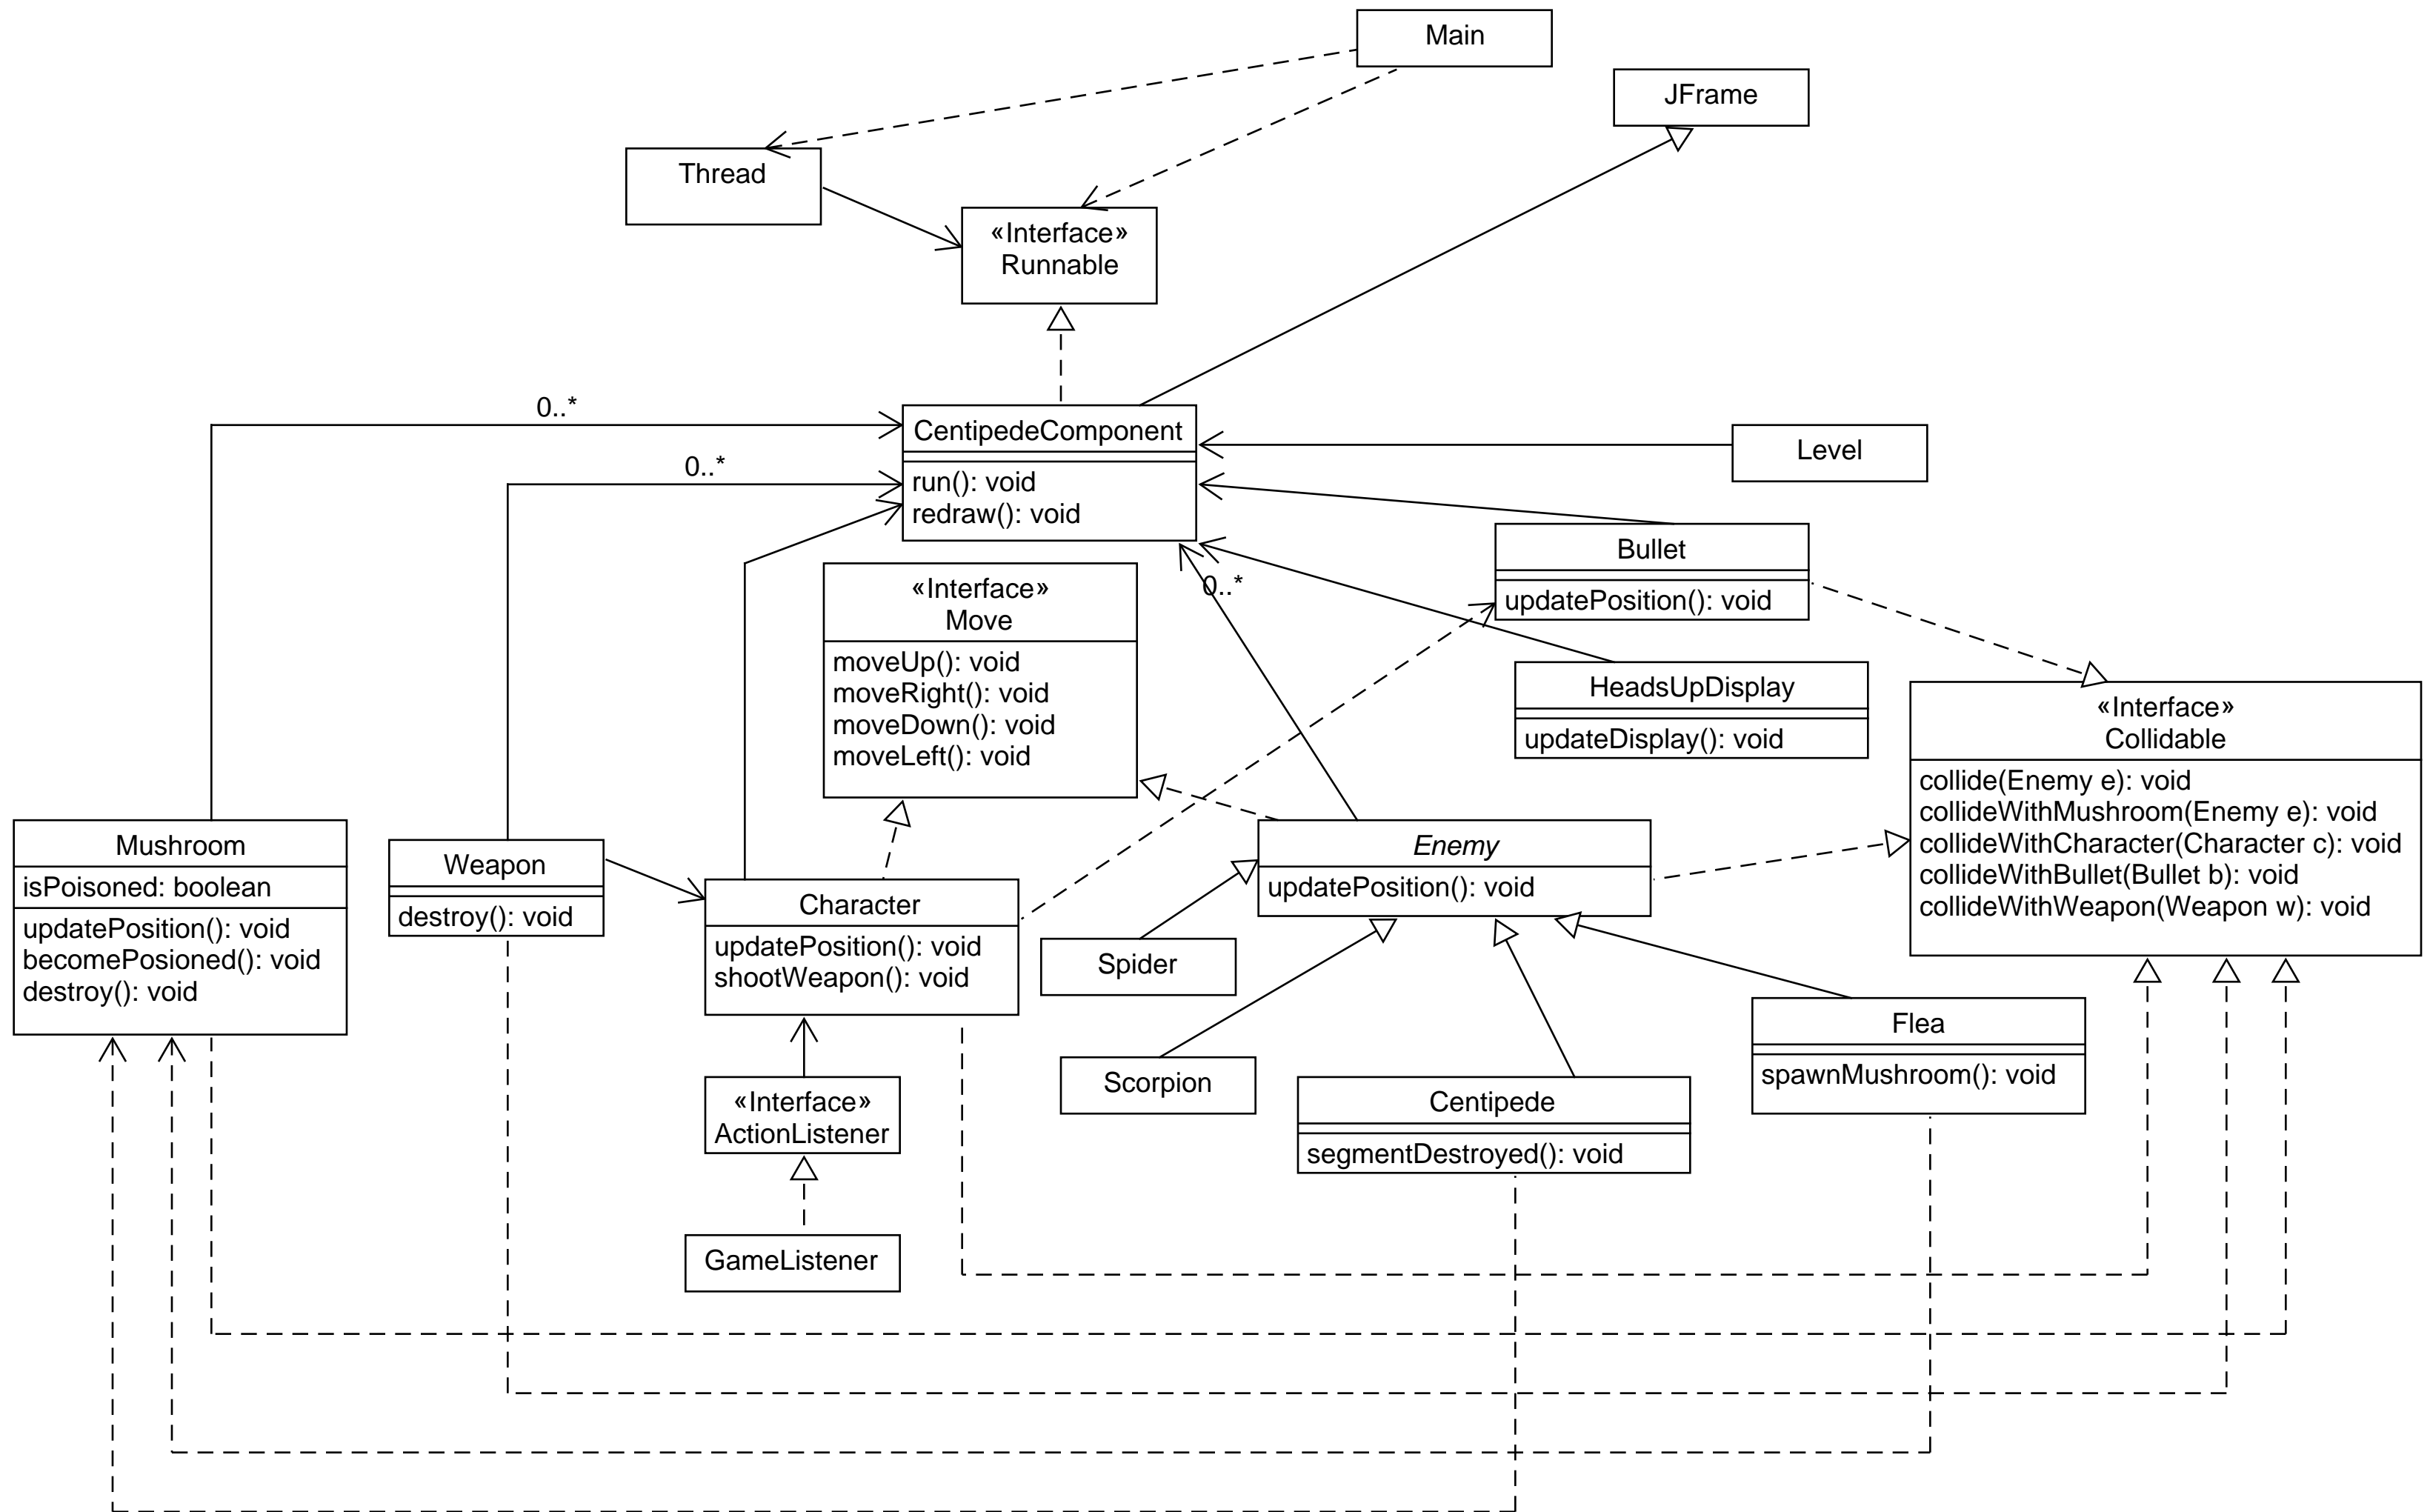 Main
JFrame
Thread
«Interface»
Runnable
0..*
CentipedeComponent
run(): void
redraw(): void
0..*
Level
Bullet
updatePosition(): void
«Interface»
Move
moveUp(): void
moveRight(): void
moveDown(): void
moveLeft(): void
0..*
HeadsUpDisplay
updateDisplay(): void
«Interface»
Collidable
collide(Enemy e): void
collideWithMushroom(Enemy e): void
collideWithCharacter(Character c): void
collideWithBullet(Bullet b): void
collideWithWeapon(Weapon w): void
Mushroom
isPoisoned: boolean
updatePosition(): void
becomePosioned(): void
destroy(): void
Weapon
destroy(): void
Character
updatePosition(): void
shootWeapon(): void
Enemy
updatePosition(): void
Spider
Scorpion
Centipede
segmentDestroyed(): void
Flea
spawnMushroom(): void
«Interface»
ActionListener
GameListener